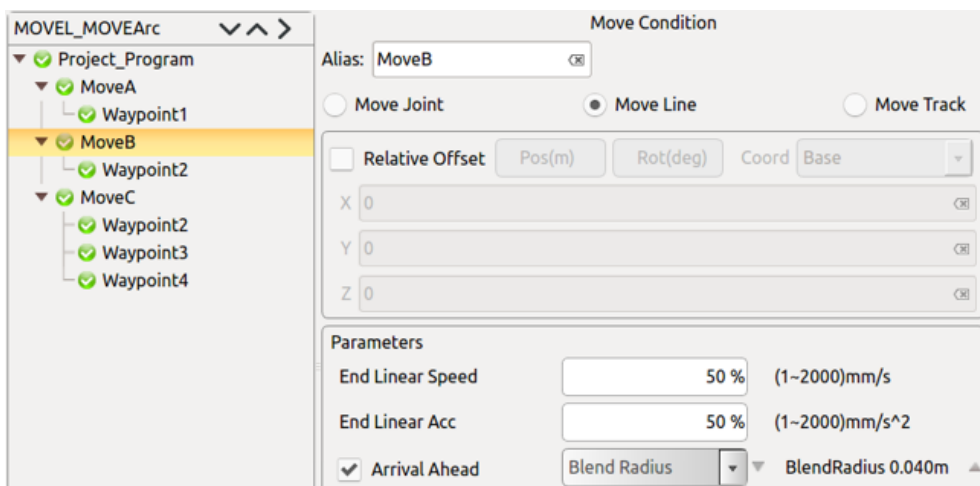 MOVEL_MOVEArc
Project_Program
MoveA
Waypoint1
MoveB
Waypoint2
MoveC
Waypoint2
Waypoint3
Waypoint4
Move Condition
Alias: MoveB
Move Joint Move Line Move Track
Relative Offset Pos(m) Rot(deg) Coord Base
X 0
Y 0
Z 0
Parameters
End Linear Speed 50 % (1~2000)mm/s
End Linear Acc 50 % (1~2000)mm/s^2
Arrival Ahead Blend Radius BlendRadius 0.040m